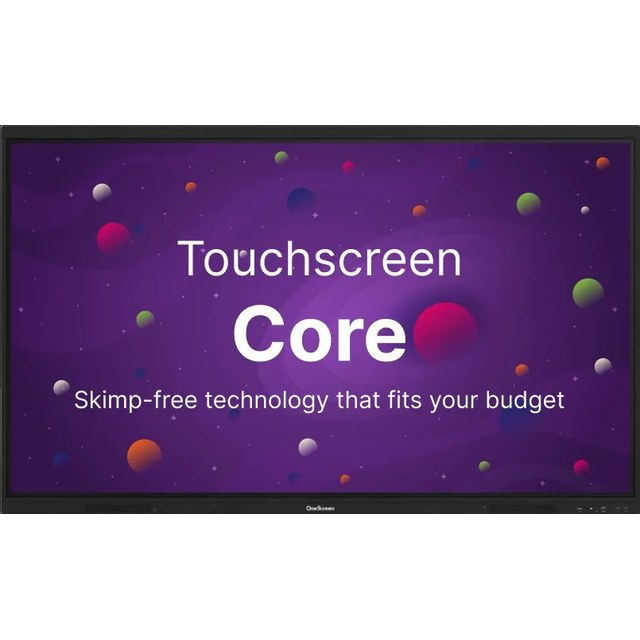 Touchscreen
Core
Skimp-free technology that fits your budget
OneScreen